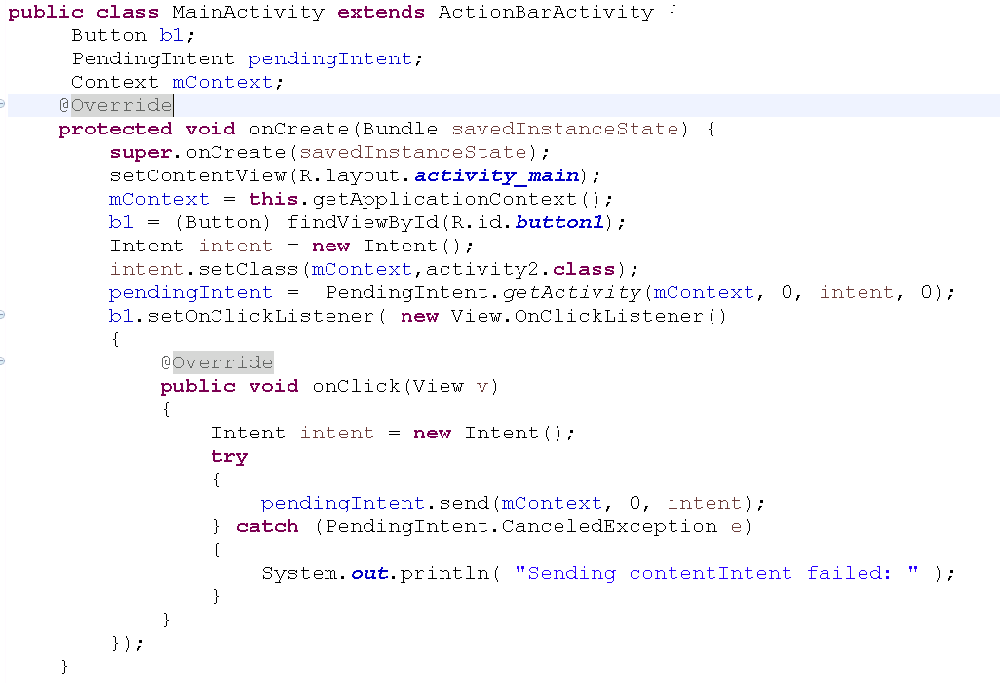 public class MainActivity extends ActionBarActivity {
     Button b1;
     PendingIntent pendingIntent;
     Context mContext;
    @Override
    protected void onCreate(Bundle savedInstanceState) {
        super.onCreate(savedInstanceState);
        setContentView(R.layout.activity_main);
        mContext = this.getApplicationContext();
        b1 = (Button) findViewById(R.id.button1);
        Intent intent = new Intent();
        intent.setClass(mContext,activity2.class);
        pendingIntent =  PendingIntent.getActivity(mContext, 0, intent, 0);
        b1.setOnClickListener( new View.OnClickListener()
        {
            @Override
            public void onClick(View v)
            {
                Intent intent = new Intent();
                try
                {
                    pendingIntent.send(mContext, 0, intent);
                } catch (PendingIntent.CanceledException e)
                {
                    System.out.println( "Sending contentIntent failed: " );
                }
            }
        });
    }